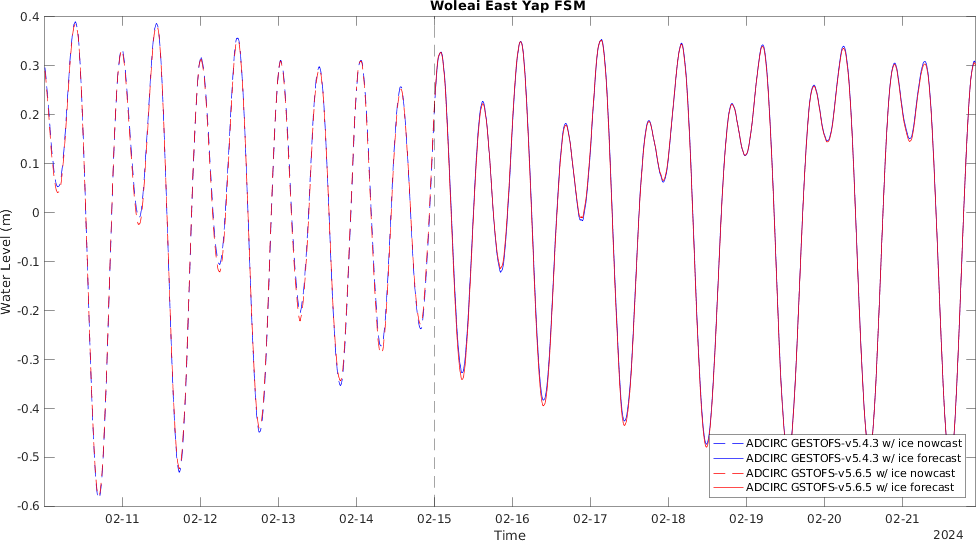 Woleai East Yap FSM
0.4
0.3
0.2
0.1
0
-0.1
-0.2
-0.3
-0.4
-0.5
-0.6
Water Level (m)
ADCIRC GESTOFS-v5.4.3 w/ ice nowcast
ADCIRC GESTOFS-v5.4.3 w/ ice forecast
ADCIRC GSTOFS-v5.6.5 w/ ice nowcast
ADCIRC GSTOFS-v5.6.5 w/ ice forecast
02-11 02-12 02-13 02-14 02-15 02-16 02-17 02-18 02-19 02-20 02-21
Time
2024